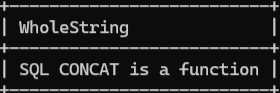 WholeString
SQL CONCAT is a function